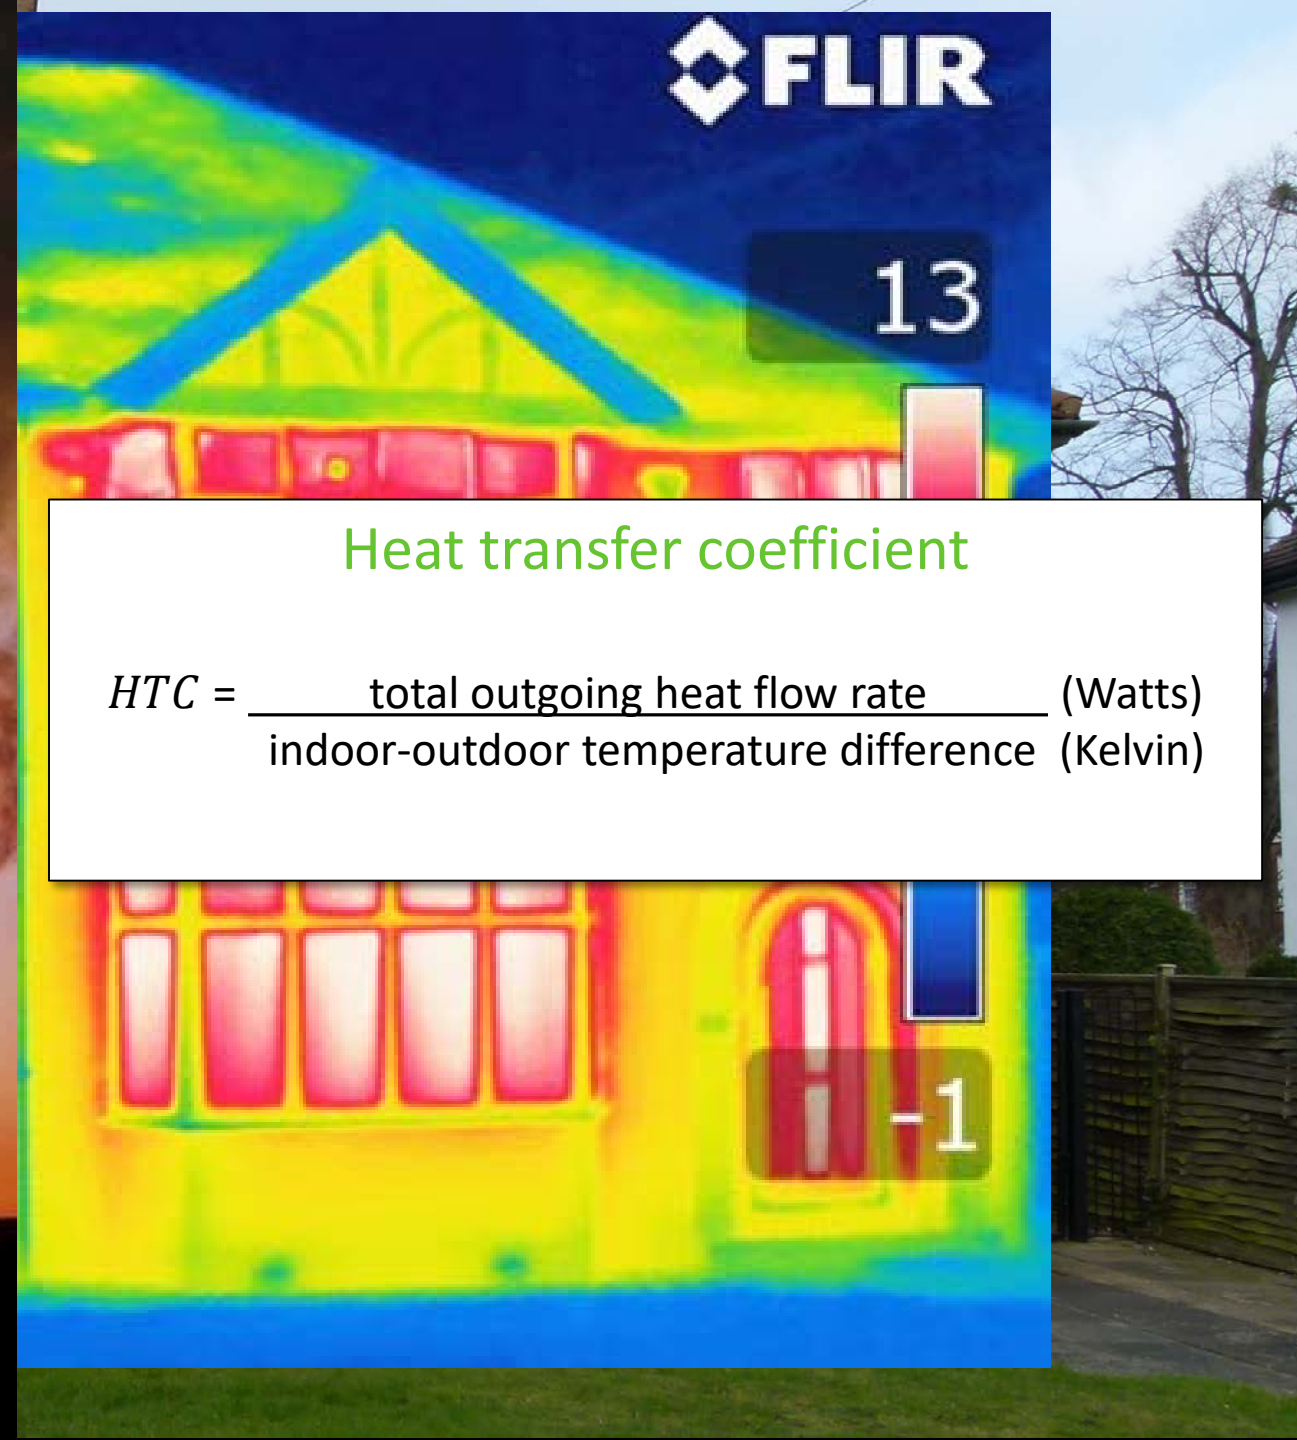 FLIR
13
Heat transfer coefficient
HTC = total outgoing heat flow rate (Watts)
indoor-outdoor temperature difference (Kelvin)
-1